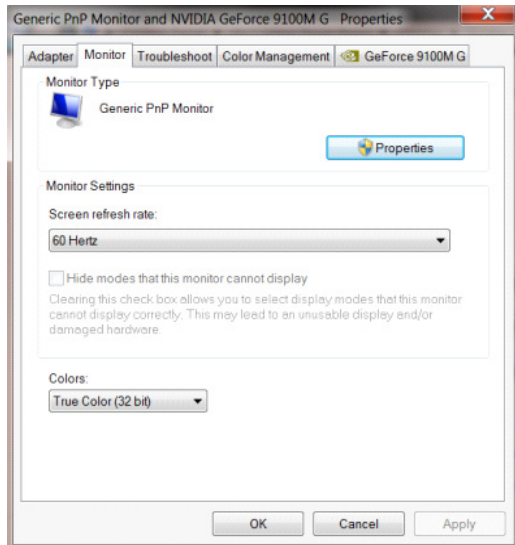 Generic PnP Monitor and NVIDIA GeForce 9100M G Properties
X
Adapter Monitor Troubleshoot Color Management GeForce 9100M G
Monitor Type
Generic PnP Monitor
Properties
Monitor Settings
Screen refresh rate:
60 Hertz
Hide modes that this monitor cannot display
Clearing this check box allows you to select display modes that this monitor
cannot display correctly. This may lead to an unusable display and/or
damaged hardware.
Colors:
True Color (32 bit)
OK Cancel Apply